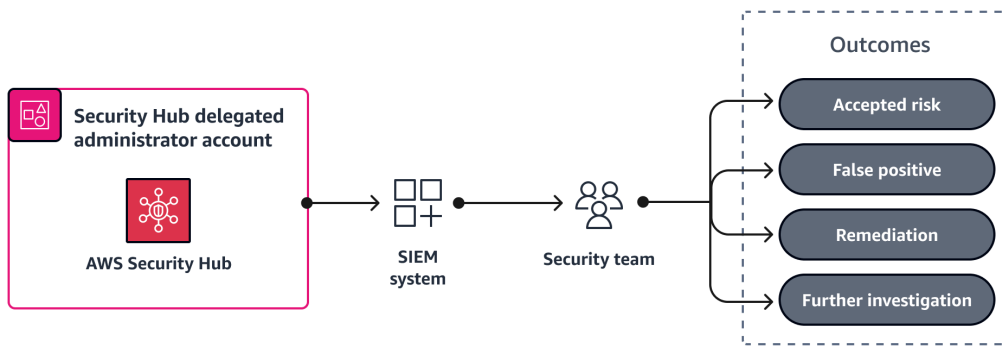 Security Hub delegated
administrator account
AWS Security Hub
SIEM
system
Security team
Outcomes
Accepted risk
False positive
Remediation
Further investigation